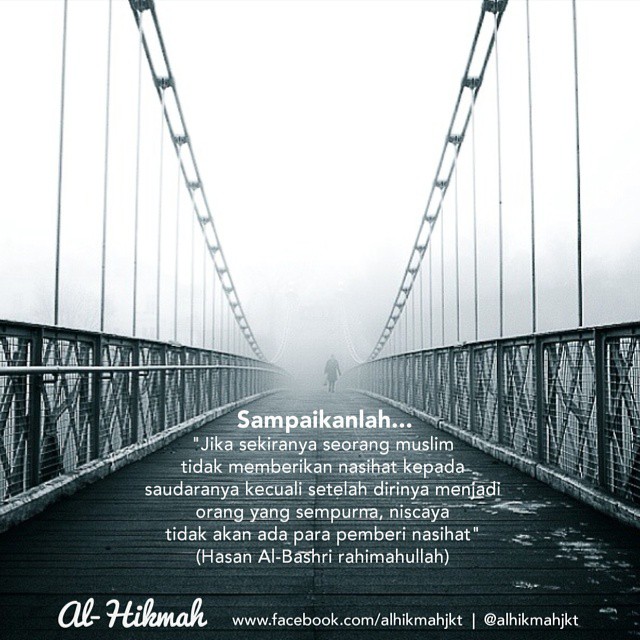 Sampaikanlah...
"Jika sekiranya seorang muslim
tidak memberikan nasihat kepada
saudaranya kecuali setelah dirinya menjadi
orang yang sempurna, niscaya
tidak akan ada para pemberi nasihat"
(Hasan Al-Bashri rahimahullah)
Al-Hikmah www.facebook.com/alhikmahjkt | @alhikmahjkt